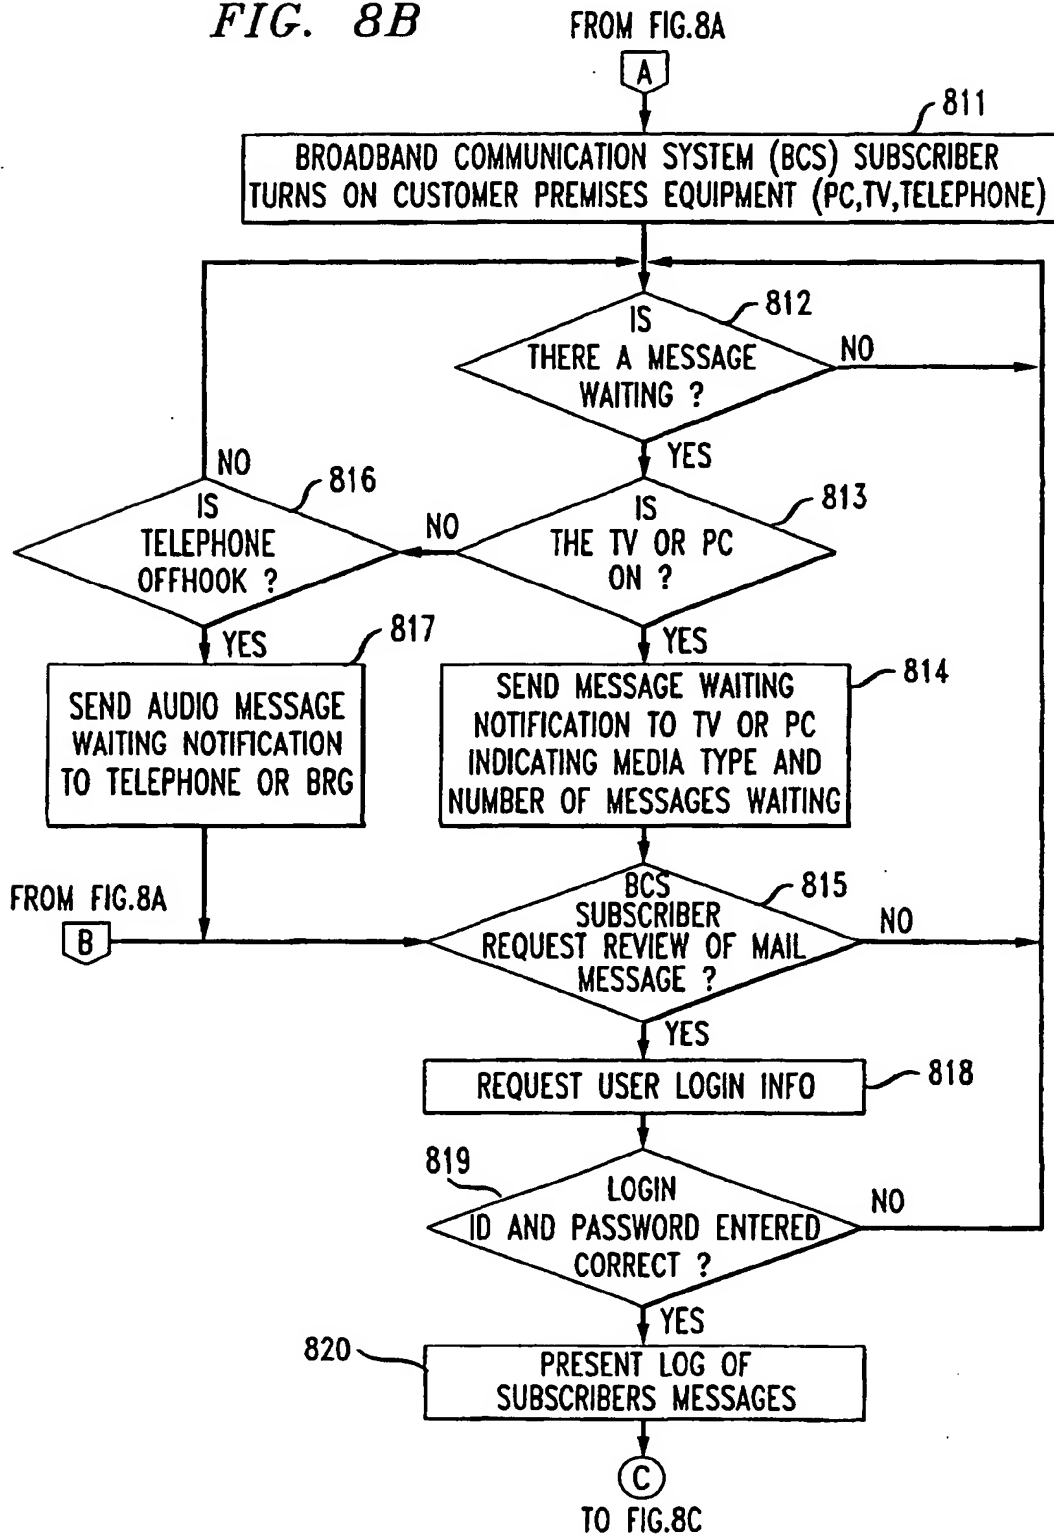 FIG. 8B
FROM FIG.8A
A
811
BROADBAND COMMUNICATION SYSTEM (BCS) SUBSCRIBER
TURNS ON CUSTOMER PREMISES EQUIPMENT (PC,TV,TELEPHONE)
812
IS
THERE A MESSAGE
WAITING ?
NO
YES
813
IS
THE TV OR PC
ON ?
NO
YES
816
IS
TELEPHONE
OFFHOOK ?
NO
YES
817
SEND AUDIO MESSAGE
WAITING NOTIFICATION
TO TELEPHONE OR BRG
814
SEND MESSAGE WAITING
NOTIFICATION TO TV OR PC
INDICATING MEDIA TYPE AND
NUMBER OF MESSAGES WAITING
FROM FIG.8A
B
815
BCS
SUBSCRIBER
REQUEST REVIEW OF MAIL
MESSAGE ?
NO
YES
REQUEST USER LOGIN INFO
818
819
LOGIN
ID AND PASSWORD ENTERED
CORRECT ?
NO
YES
820
PRESENT LOG OF
SUBSCRIBERS MESSAGES
C
TO FIG.8C